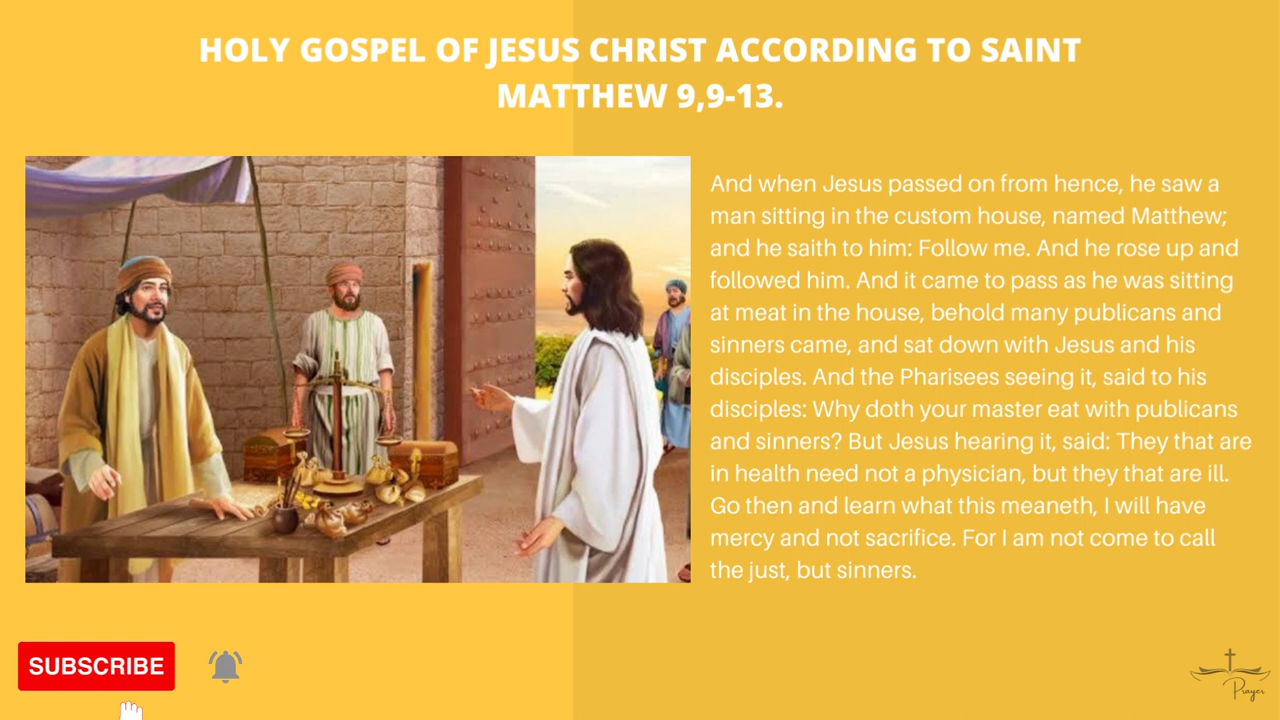 HOLY GOSPEL OF JESUS CHRIST ACCORDING TO SAINT
MATTHEW 9,9-13.
And when Jesus passed on from hence, he saw a
man sitting in the custom house, named Matthew;
and he saith to him: Follow me. And he rose up and
followed him. And it came to pass as he was sitting
at meat in the house, behold many publicans and
sinners came, and sat down with Jesus and his
disciples. And the Pharisees seeing it, said to his
disciples: Why doth your master eat with publicans
and sinners? But Jesus hearing it, said: They that are
in health need not a physician, but they that are ill.
Go then and learn what this meaneth, I will have
mercy and not sacrifice. For I am not come to call
the just, but sinners.
SUBSCRIBE
Prayer